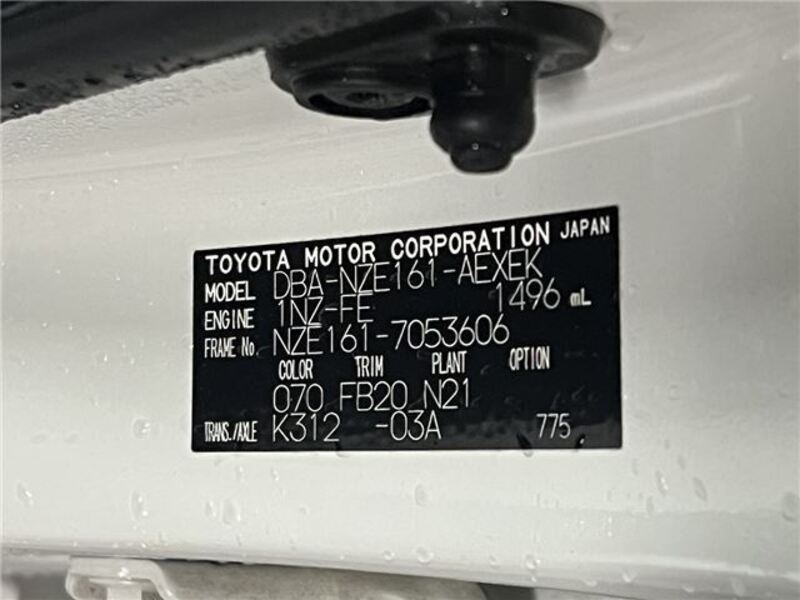 TOYOTA MOTOR CORPORATION JAPAN
MODEL DBA-NZE161-AEXEK
ENGINE 1NZ-FE 1496 mL
FRAME No. NZE161-7053606
COLOR TRIM PLANT OPTION
070 FB20 N21
TRANS./AXLE K312 -03A 775